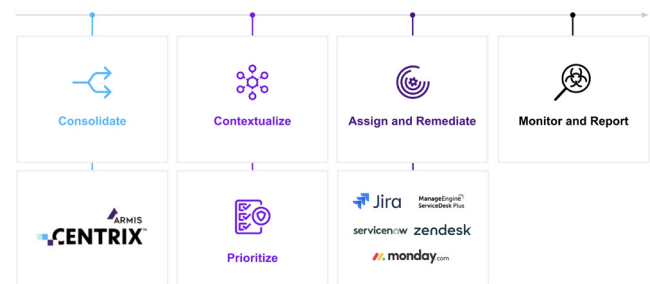 Consolidate
Contextualize
Assign and Remediate
Monitor and Report
ARMIS
CENTRIX™
Prioritize
Jira
ManageEngine
ServiceDesk Plus
servicenow
zendesk
monday.com